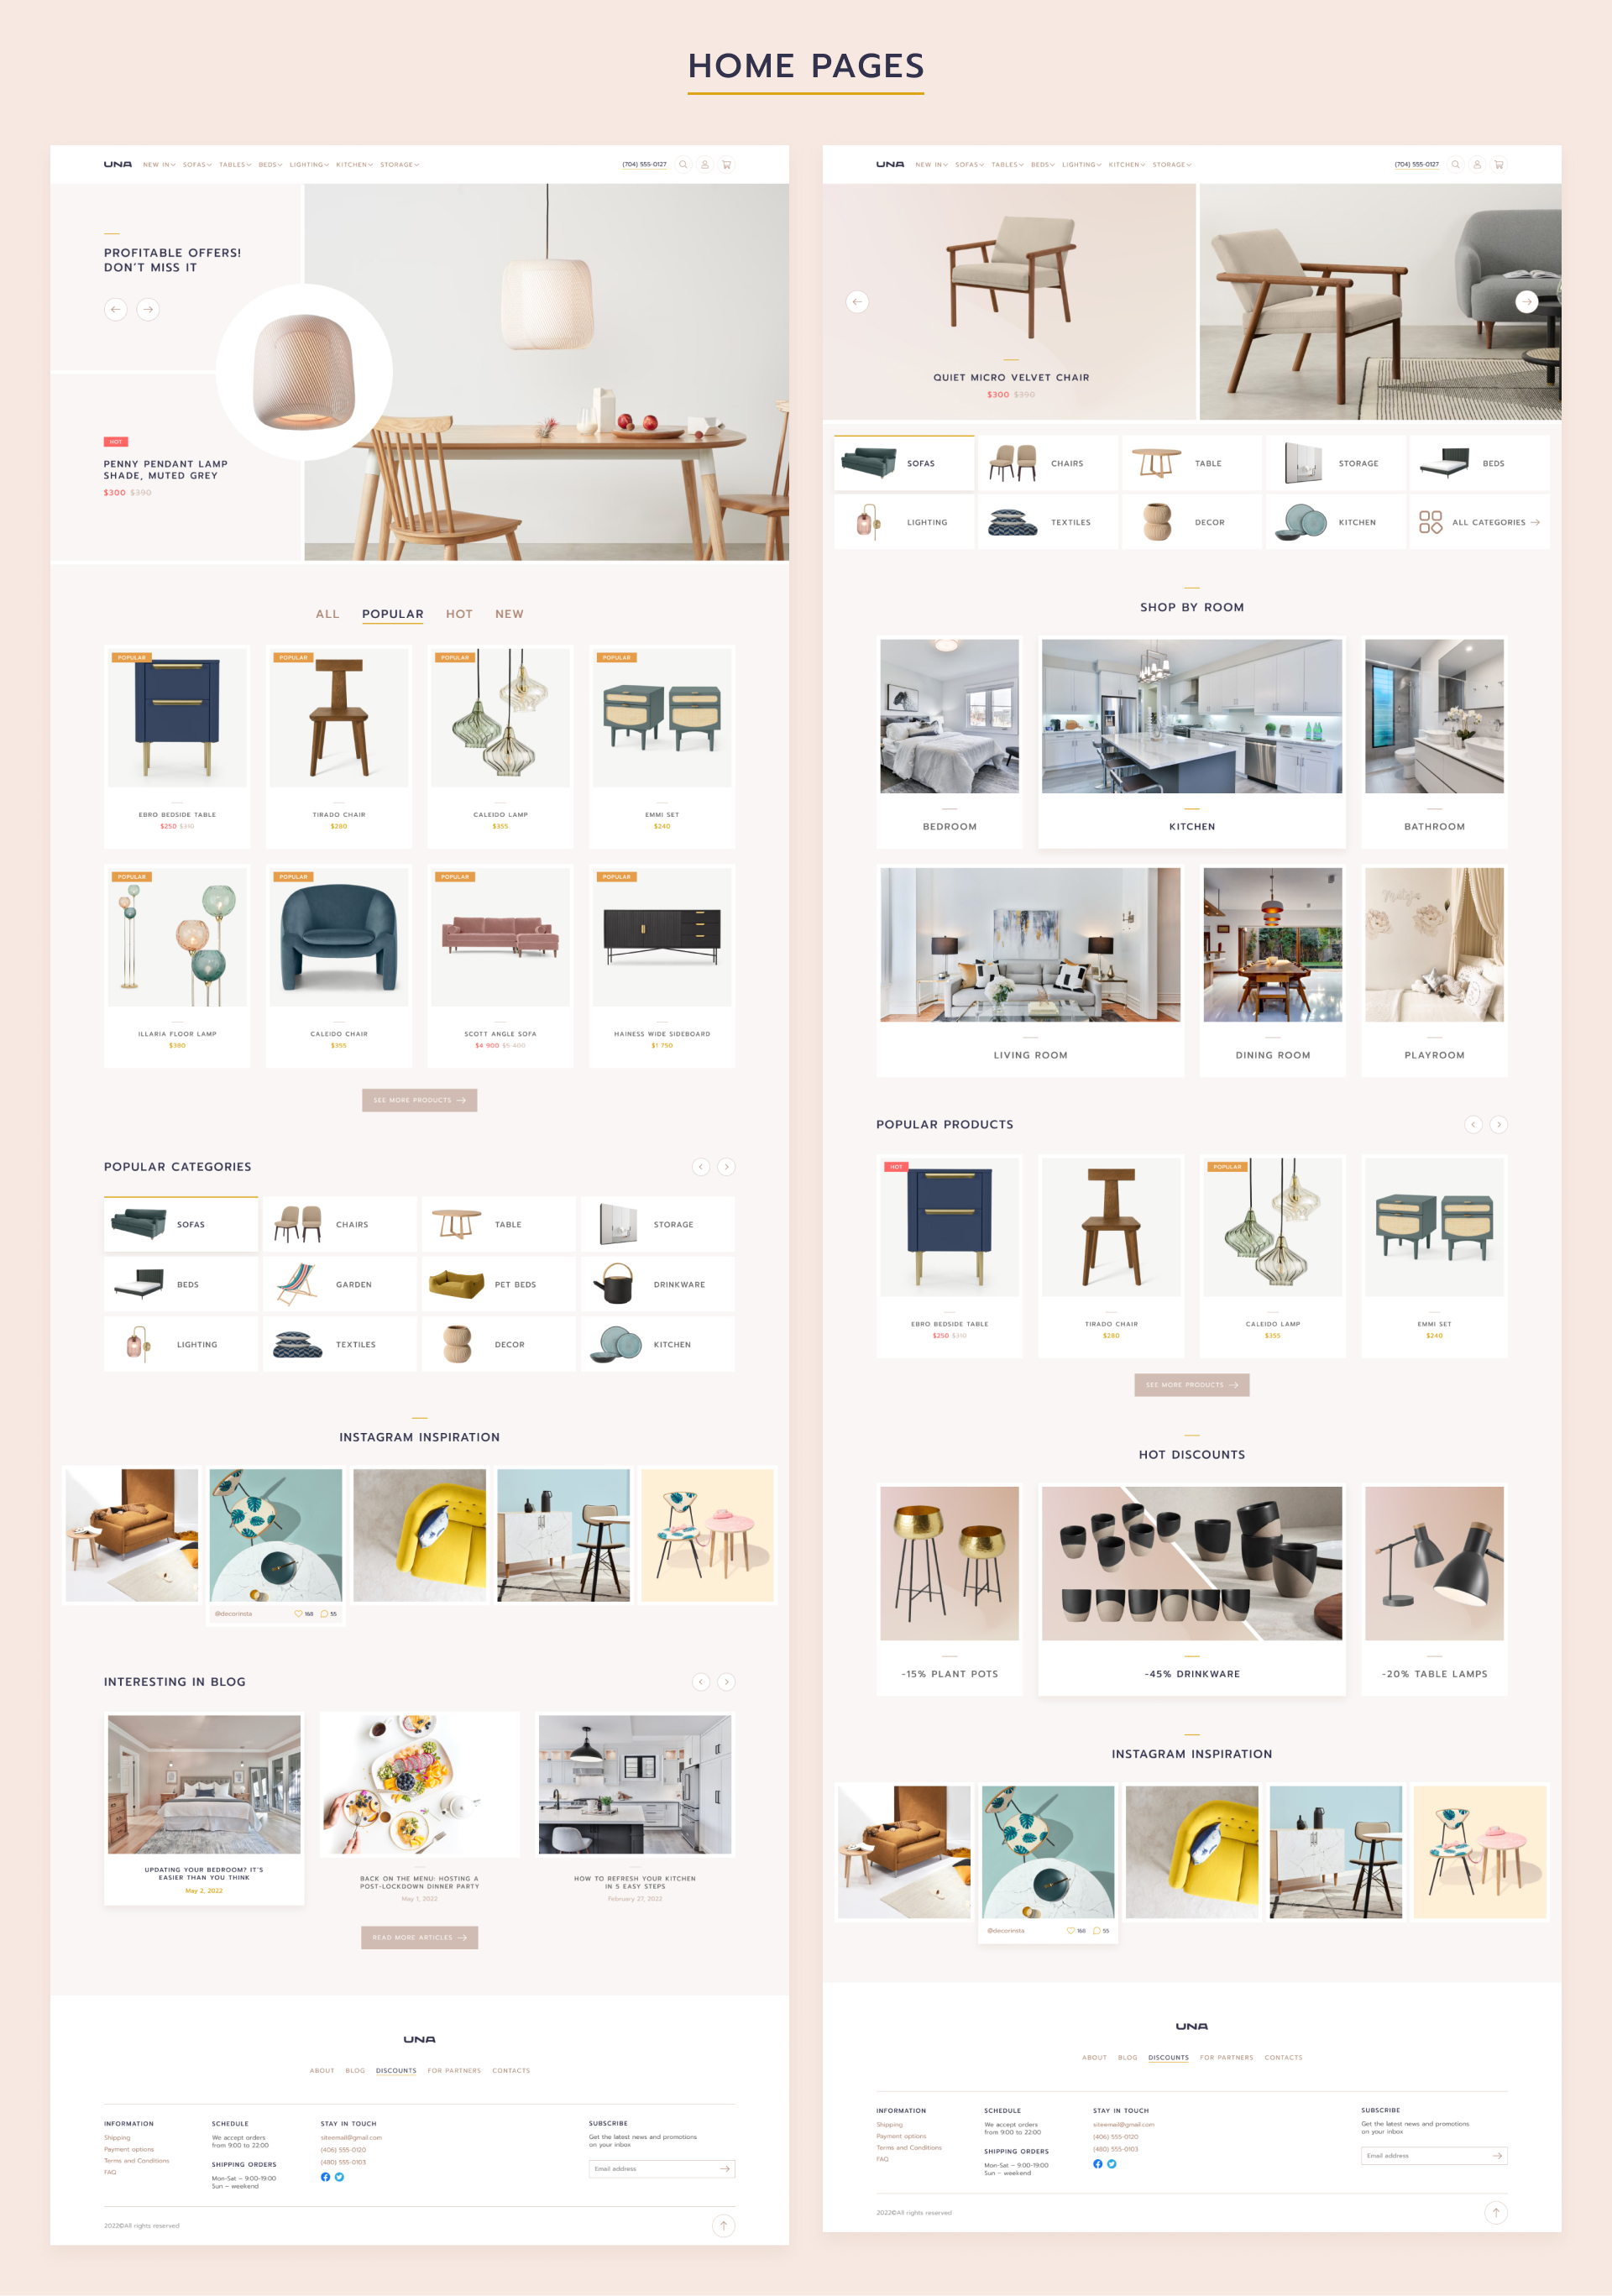 HOME PAGES
UNA NEW IN SOFAS TABLES BEDS LIGHTING KITCHEN STORAGE (704) 555-0127
PROFITABLE OFFERS!
DON'T MISS IT
HOT
PENNY PENDANT LAMP
SHADE, MUTED GREY
$300 $390
ALL POPULAR HOT NEW
POPULAR POPULAR POPULAR POPULAR
EBRO BEDSIDE TABLE TIRADO CHAIR CALEIDO LAMP EMMI SET
$250 $310 $280 $355 $240
POPULAR POPULAR POPULAR POPULAR
ILLARIA FLOOR LAMP CALEIDO CHAIR SCOTT ANGLE SOFA HAINESS WIDE SIDEBOARD
$380 $355 $4 900 $5 400 $1 750
SEE MORE PRODUCTS
POPULAR CATEGORIES
SOFAS CHAIRS TABLE STORAGE
BEDS GARDEN PET BEDS DRINKWARE
LIGHTING TEXTILES DECOR KITCHEN
INSTAGRAM INSPIRATION
@decorinsta 168 55
INTERESTING IN BLOG
UPDATING YOUR BEDROOM? IT'S
EASIER THAN YOU THINK
May 2, 2022
BACK ON THE MENU: HOSTING A
POST-LOCKDOWN DINNER PARTY
May 1, 2022
HOW TO REFRESH YOUR KITCHEN
IN 5 EASY STEPS
February 27, 2022
READ MORE ARTICLES
UNA
ABOUT BLOG DISCOUNTS FOR PARTNERS CONTACTS
INFORMATION
Shipping
Payment options
Terms and Conditions
FAQ
SCHEDULE
We accept orders
from 9:00 to 22:00
SHIPPING ORDERS
Mon-Sat – 9:00-19:00
Sun – weekend
STAY IN TOUCH
siteemail@gmail.com
(406) 555-0120
(480) 555-0103
SUBSCRIBE
Get the latest news and promotions
on your inbox
Email address
2022©All rights reserved
UNA NEW IN SOFAS TABLES BEDS LIGHTING KITCHEN STORAGE (704) 555-0127
QUIET MICRO VELVET CHAIR
$300 $390
SOFAS CHAIRS TABLE STORAGE BEDS
LIGHTING TEXTILES DECOR KITCHEN ALL CATEGORIES
SHOP BY ROOM
BEDROOM KITCHEN BATHROOM
LIVING ROOM DINING ROOM PLAYROOM
POPULAR PRODUCTS
HOT POPULAR
EBRO BEDSIDE TABLE TIRADO CHAIR CALEIDO LAMP EMMI SET
$250 $310 $280 $355 $240
SEE MORE PRODUCTS
HOT DISCOUNTS
-15% PLANT POTS -45% DRINKWARE -20% TABLE LAMPS
INSTAGRAM INSPIRATION
@decorinsta 168 55
UNA
ABOUT BLOG DISCOUNTS FOR PARTNERS CONTACTS
INFORMATION
Shipping
Payment options
Terms and Conditions
FAQ
SCHEDULE
We accept orders
from 9:00 to 22:00
SHIPPING ORDERS
Mon-Sat – 9:00-19:00
Sun – weekend
STAY IN TOUCH
siteemail@gmail.com
(406) 555-0120
(480) 555-0103
SUBSCRIBE
Get the latest news and promotions
on your inbox
Email address
2022©All rights reserved